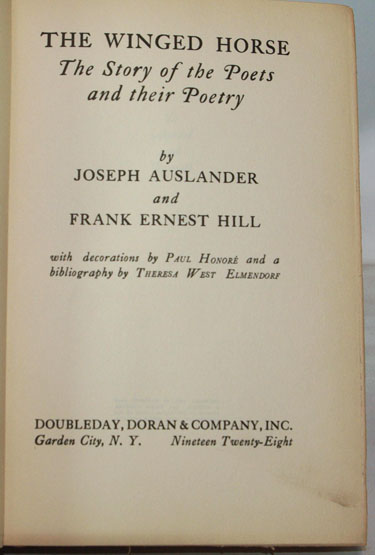 THE WINGED HORSE
The Story of the Poets
and their Poetry
by
JOSEPH AUSLANDER
and
FRANK ERNEST HILL
with decorations by PAUL HONORÉ and a
bibliography by THERESA WEST ELMENDORF
DOUBLEDAY, DORAN & COMPANY, INC.
Garden City, N. Y. Nineteen Twenty-Eight